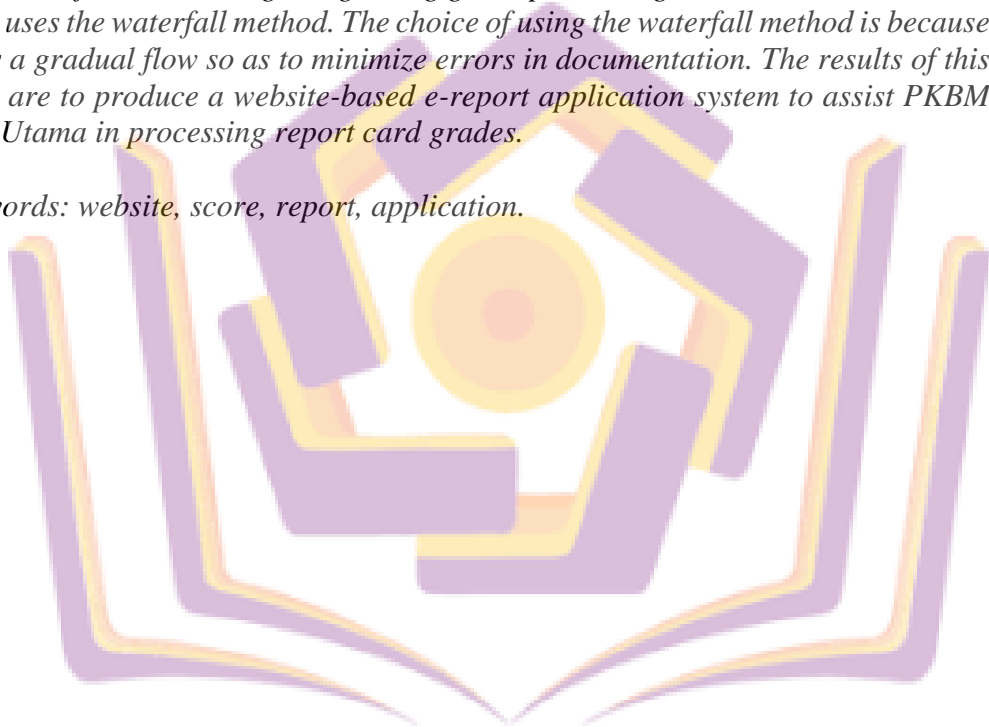 uses the waterfall method. The choice of using the waterfall method is because
a gradual flow so as to minimize errors in documentation. The results of this
are to produce a website-based e-report application system to assist PKBM
Utama in processing report card grades.
ords: website, score, report, application.